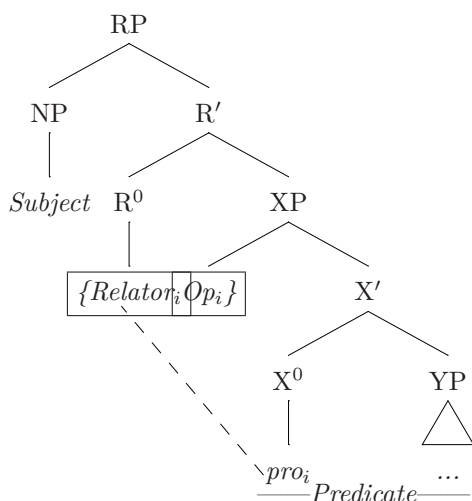 RP
NP R′
Subject R⁰ XP
{Relatorᵢ Opᵢ} X′
X⁰ YP
proᵢ ...
Predicate